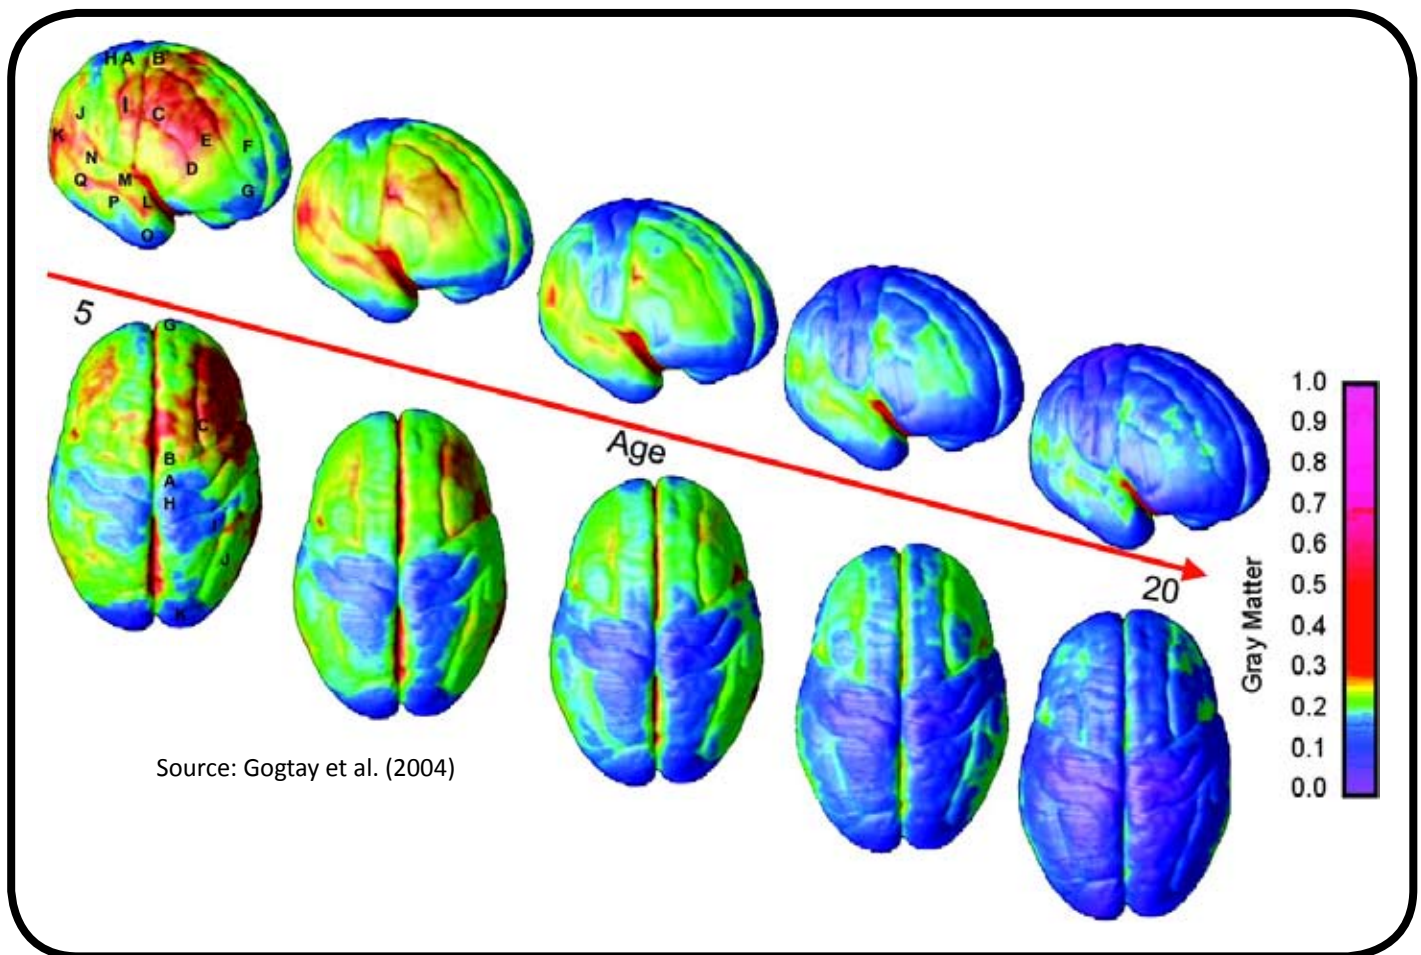 H A B
I C
J
K E F
N D
Q M G
P L
O
5
G
C
B
A
H
I
J
K
Age
20
Gray Matter
1.0
0.9
0.8
0.7
0.6
0.5
0.4
0.3
0.2
0.1
0.0
Source: Gogtay et al. (2004)